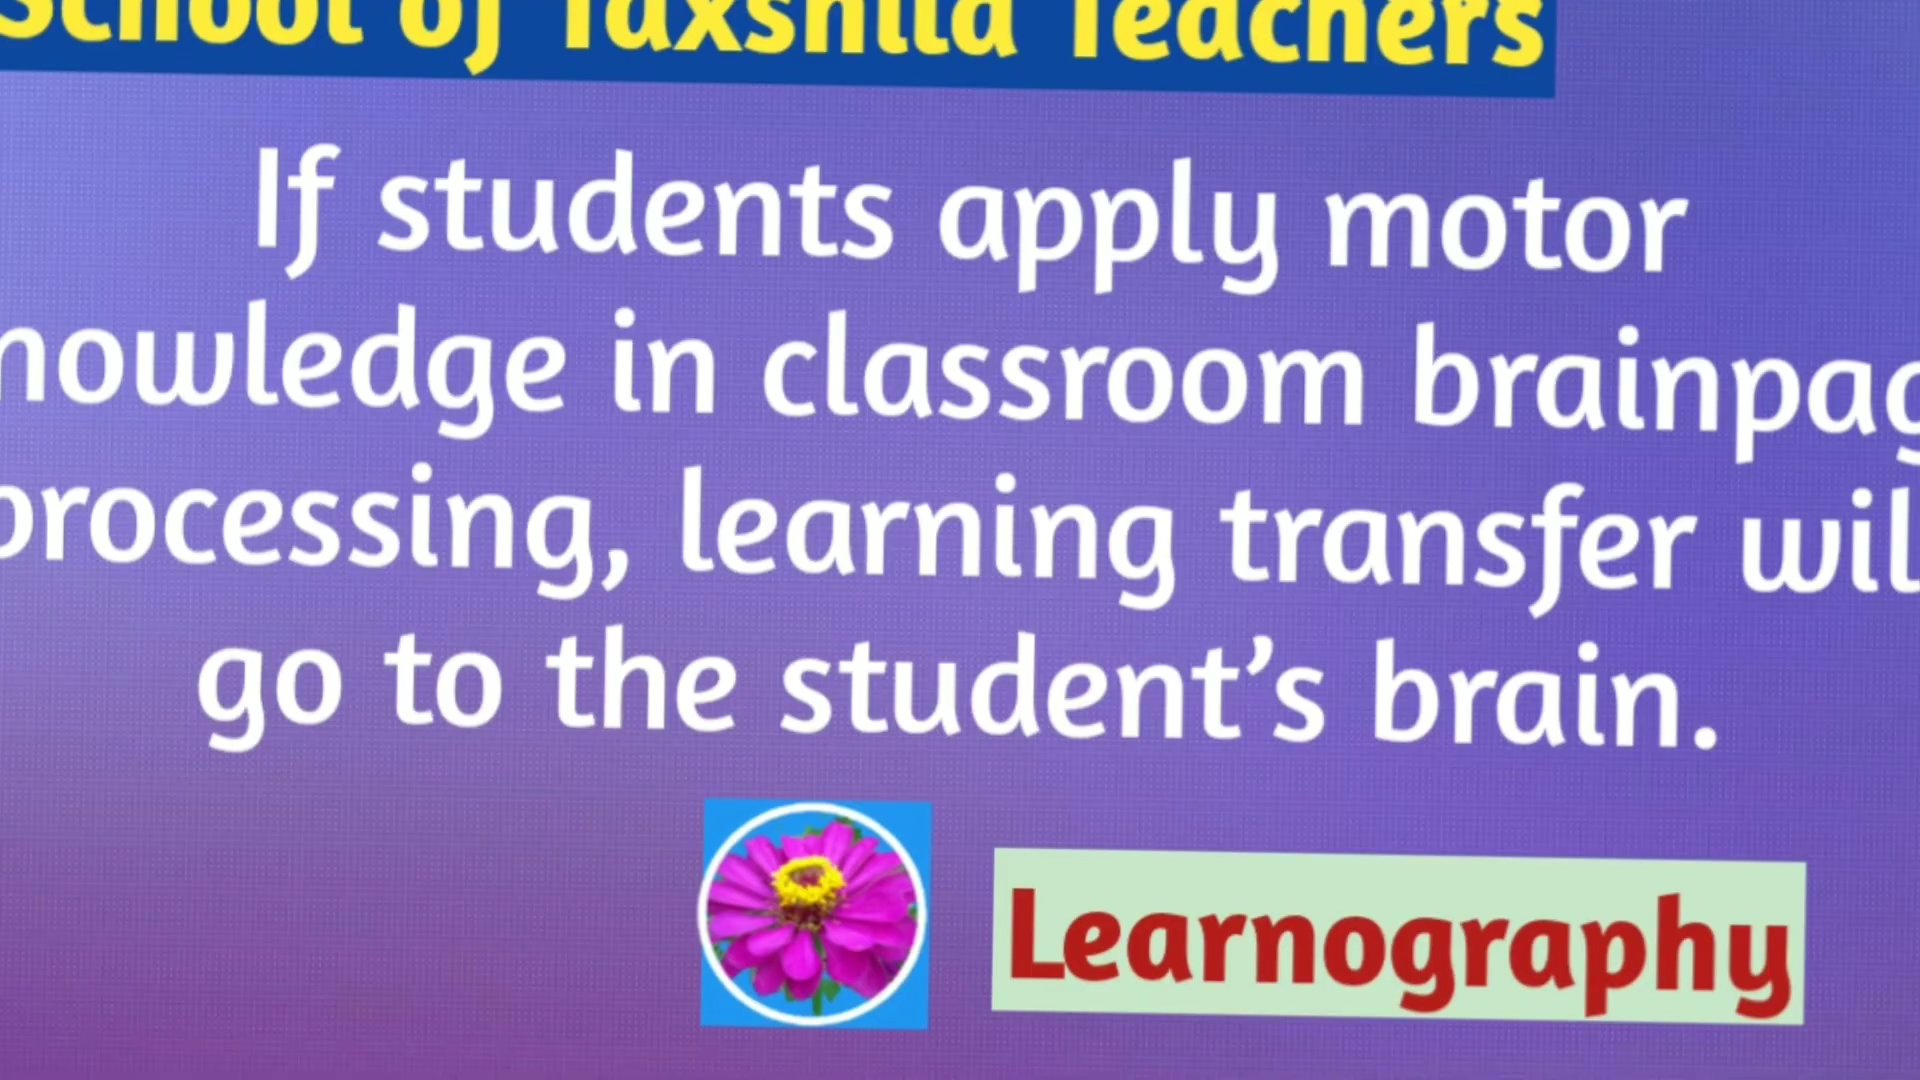 School of Taxshila Teachers
If students apply motor
nowledge in classroom brainpag
processing, learning transfer wil
go to the student's brain.
Learnography